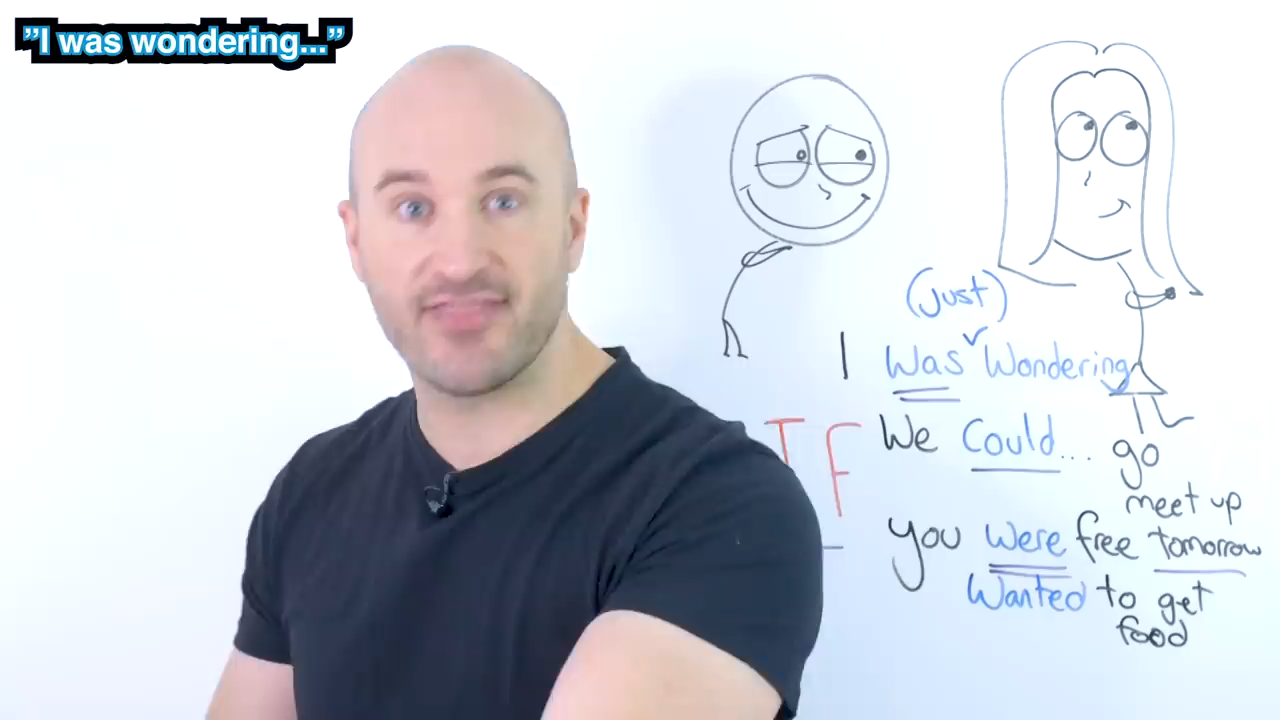 ”I was wondering...”
(just)
I was Wondering
IF We Could... go
meet up
you were free tomorrow
Wanted to get
food